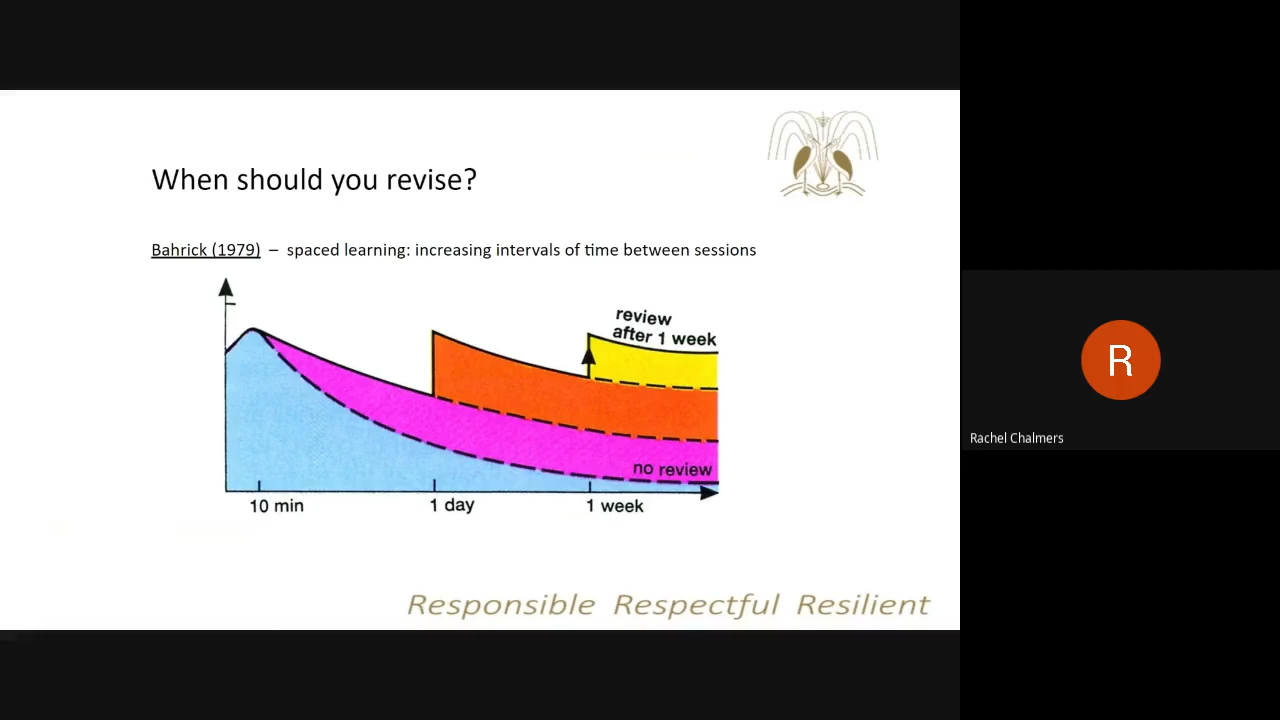 When should you revise?
Bahrick (1979) – spaced learning: increasing intervals of time between sessions
review
after 1 week
no review
10 min
1 day
1 week
Responsible Respectful Resilient
R
Rachel Chalmers